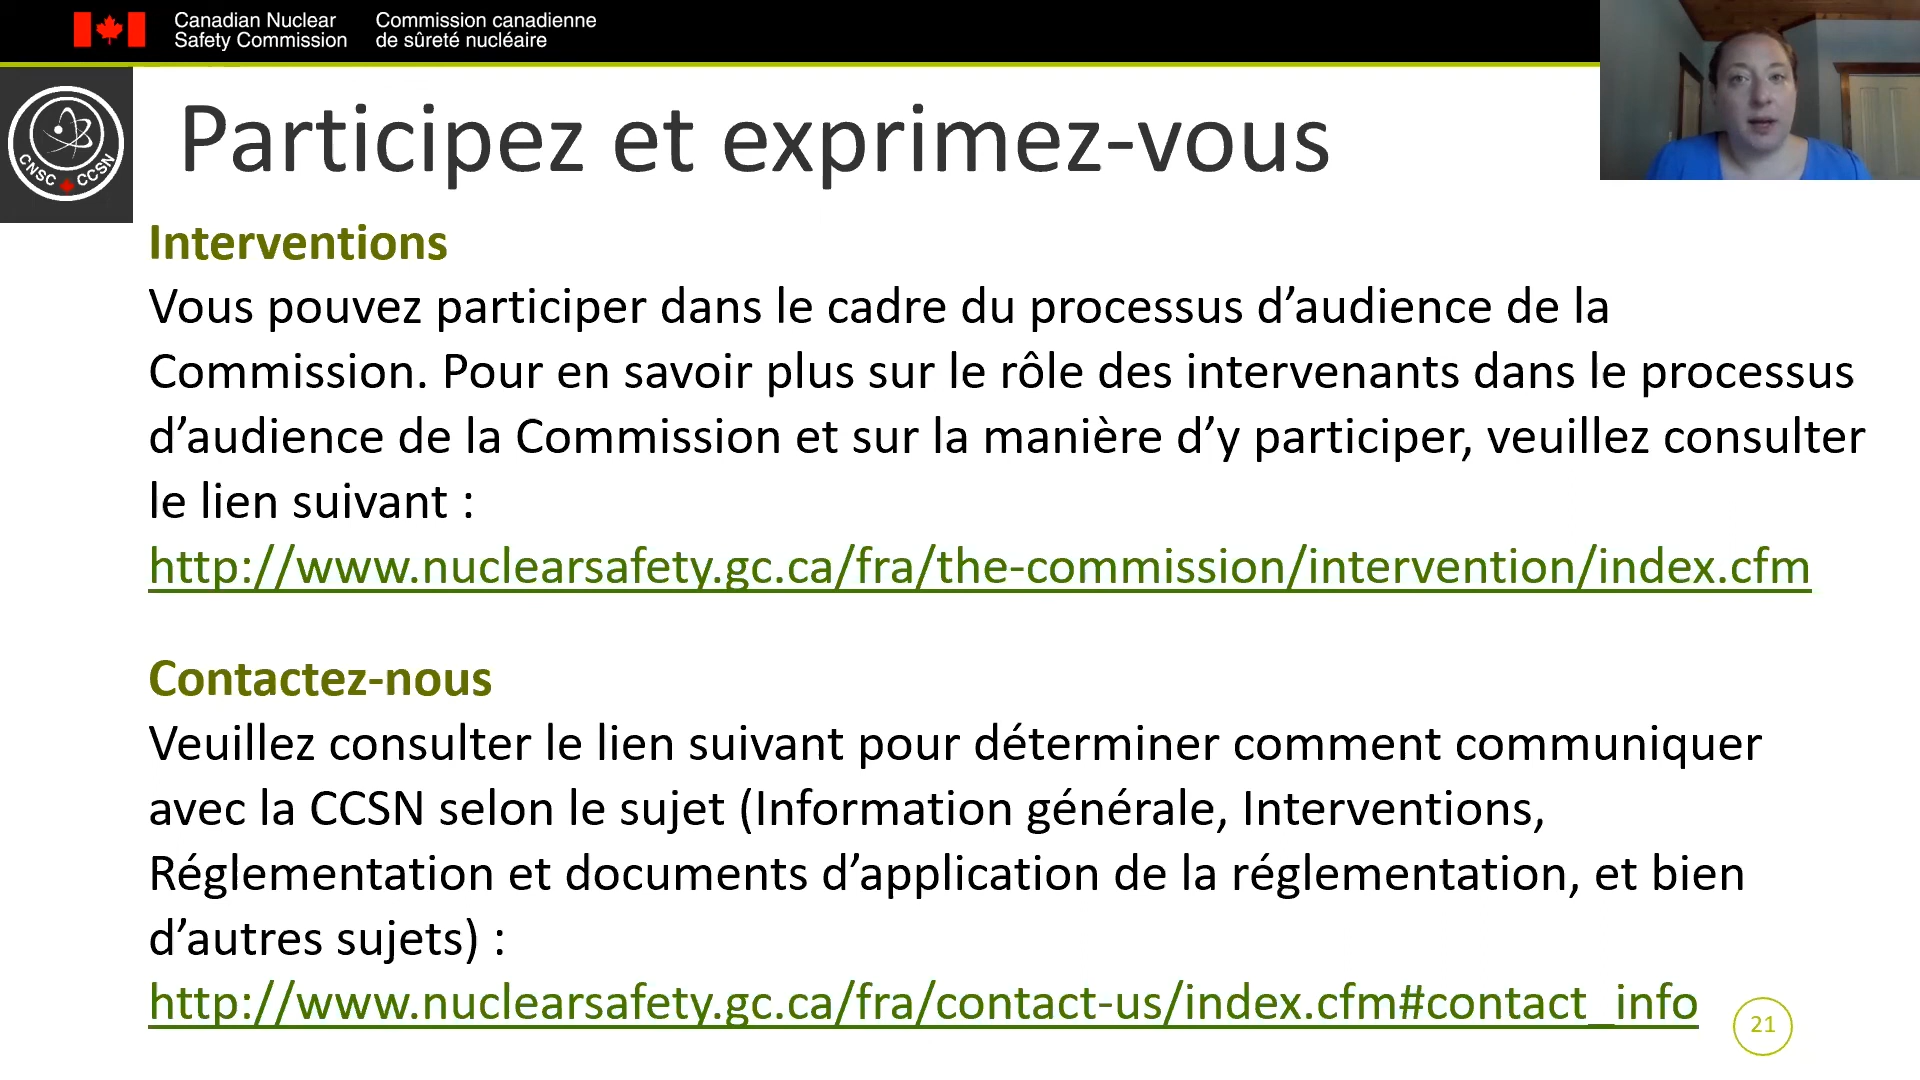 Canadian Nuclear
Safety Commission
Commission canadienne
de sûreté nucléaire
CNSC CCSN
Participez et exprimez-vous
Interventions
Vous pouvez participer dans le cadre du processus d’audience de la
Commission. Pour en savoir plus sur le rôle des intervenants dans le processus
d’audience de la Commission et sur la manière d’y participer, veuillez consulter
le lien suivant :
http://www.nuclearsafety.gc.ca/fra/the-commission/intervention/index.cfm
Contactez-nous
Veuillez consulter le lien suivant pour déterminer comment communiquer
avec la CCSN selon le sujet (Information générale, Interventions,
Réglementation et documents d’application de la réglementation, et bien
d’autres sujets) :
http://www.nuclearsafety.gc.ca/fra/contact-us/index.cfm#contact_info
21